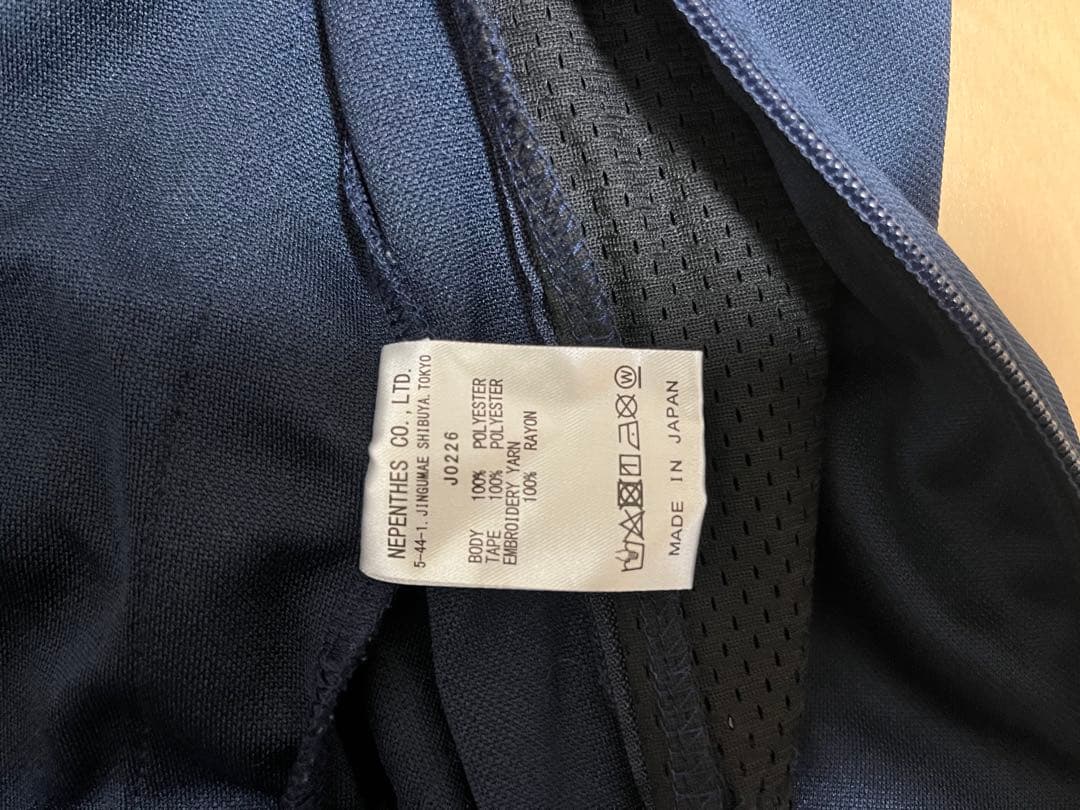 NEPENTHES CO., LTD.
5-44-1. JINGUMAE SHIBUYA. TOKYO
J0226
BODY 100% POLYESTER
TAPE 100% POLYESTER
EMBROIDERY YARN
100% RAYON
W
MADE IN JAPAN